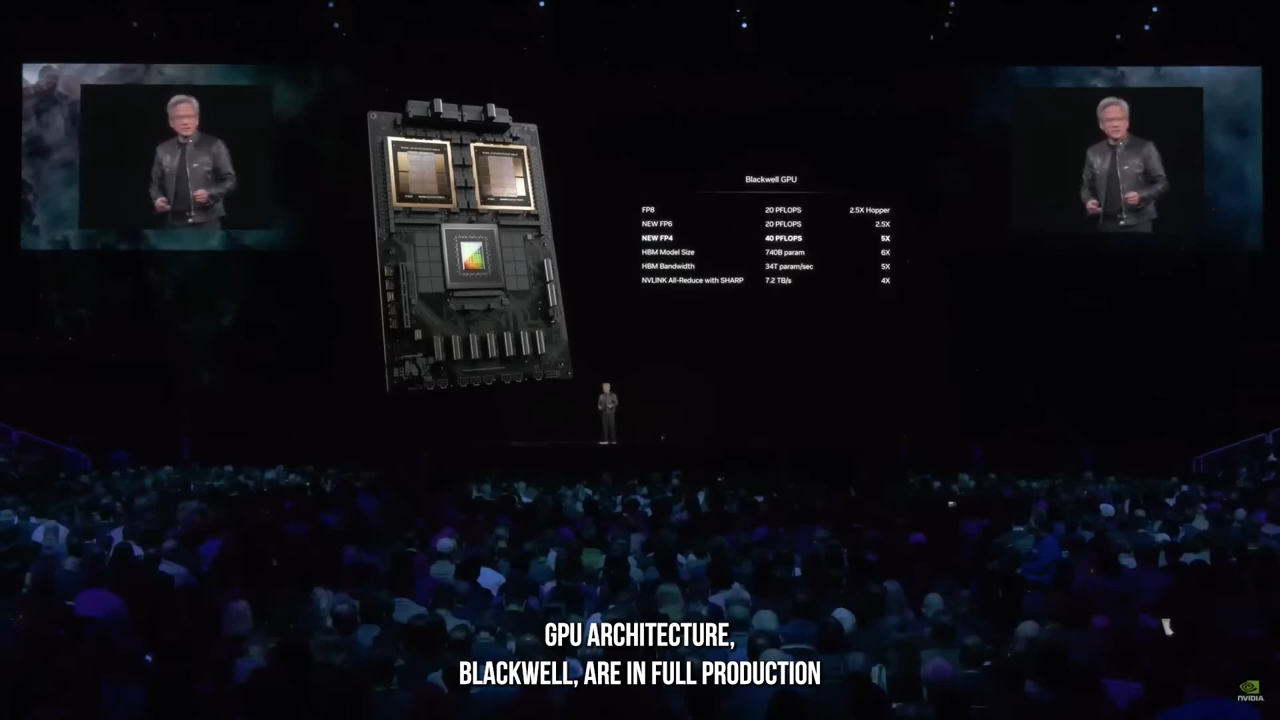 Blackwell GPU
FP8 20 PFLOPS 2.5X Hopper
NEW FP6 20 PFLOPS 2.5X
NEW FP4 40 PFLOPS 5X
HBM Model Size 740B param 6X
HBM Bandwidth 34T param/sec 5X
NVLINK All-Reduce with SHARP 7.2 TB/s 4X
GPU ARCHITECTURE,
BLACKWELL, ARE IN FULL PRODUCTION
NVIDIA